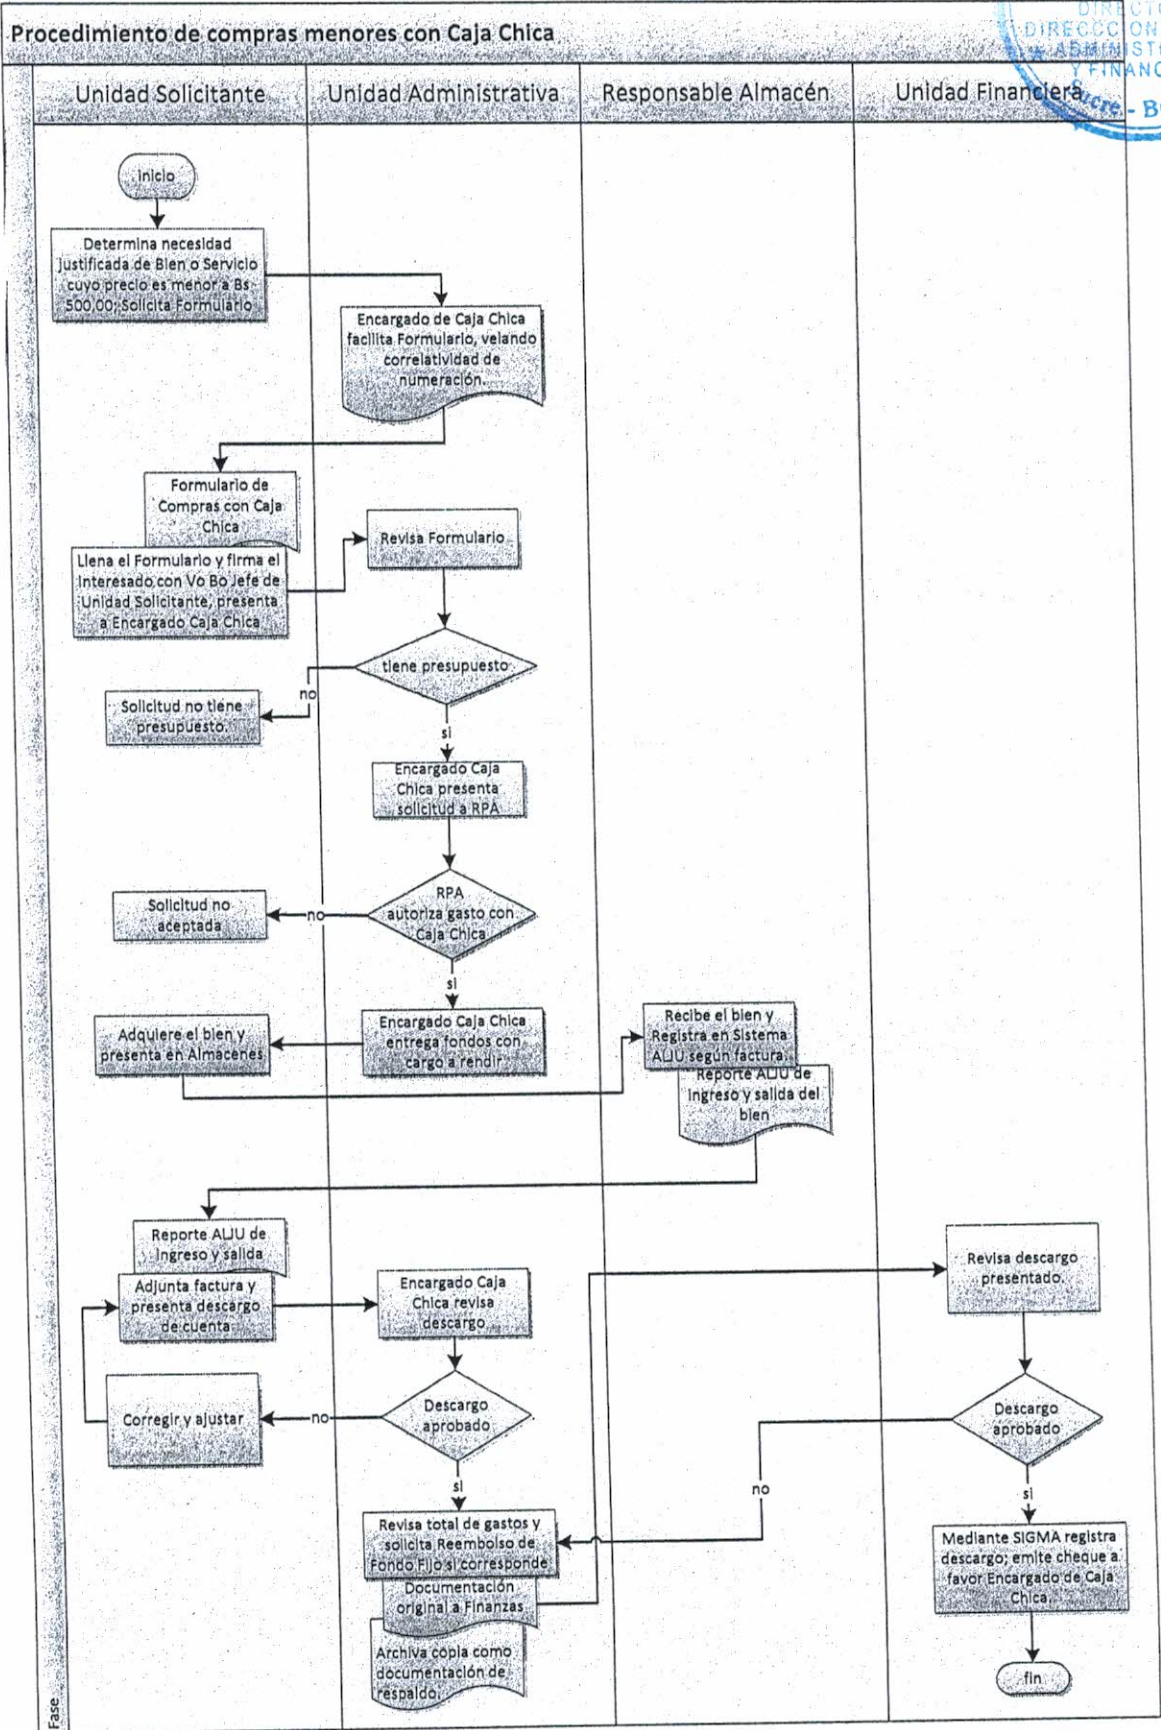 Procedimiento de compras menores con Caja Chica
Unidad Solicitante
Unidad Administrativa
Responsable Almacén
Unidad Financiera
inicio
Determina necesidad
justificada de Bien o Servicio
cuyo precio es menor a Bs
500,00; Solicita Formulario
Encargado de Caja Chica
facilita Formulario, velando
correlatividad de
numeración.
Formulario de
Compras con Caja
Chica
Llena el Formulario y firma el
Interesado con Vo Bo Jefe de
Unidad Solicitante, presenta
a Encargado Caja Chica
Revisa Formulario
tiene presupuesto
no
Solicitud no tiene
presupuesto.
si
Encargado Caja
Chica presenta
solicitud a RPA
RPA
autoriza gasto con
Caja Chica
no
Solicitud no
aceptada
si
Encargado Caja Chica
entrega fondos con
cargo a rendir
Adquiere el bien y
presenta en Almacenes
Recibe el bien y
Registra en Sistema
ALIJU según factura.
Reporte ALIJU de
ingreso y salida del
bien
Reporte ALIJU de
Ingreso y salida
Adjunta factura y
presenta descargo
de cuenta
Encargado Caja
Chica revisa
descargo
Descargo
aprobado
no
Corregir y ajustar
si
Revisa total de gastos y
solicita Reembolso de
Fondo Fijo si corresponde
Documentación
original a Finanzas
Archiva copia como
documentación de
respaldo.
Revisa descargo
presentado.
Descargo
aprobado
no
si
Mediante SIGMA registra
descargo; emite cheque a
favor Encargado de Caja
Chica.
fin
Fase